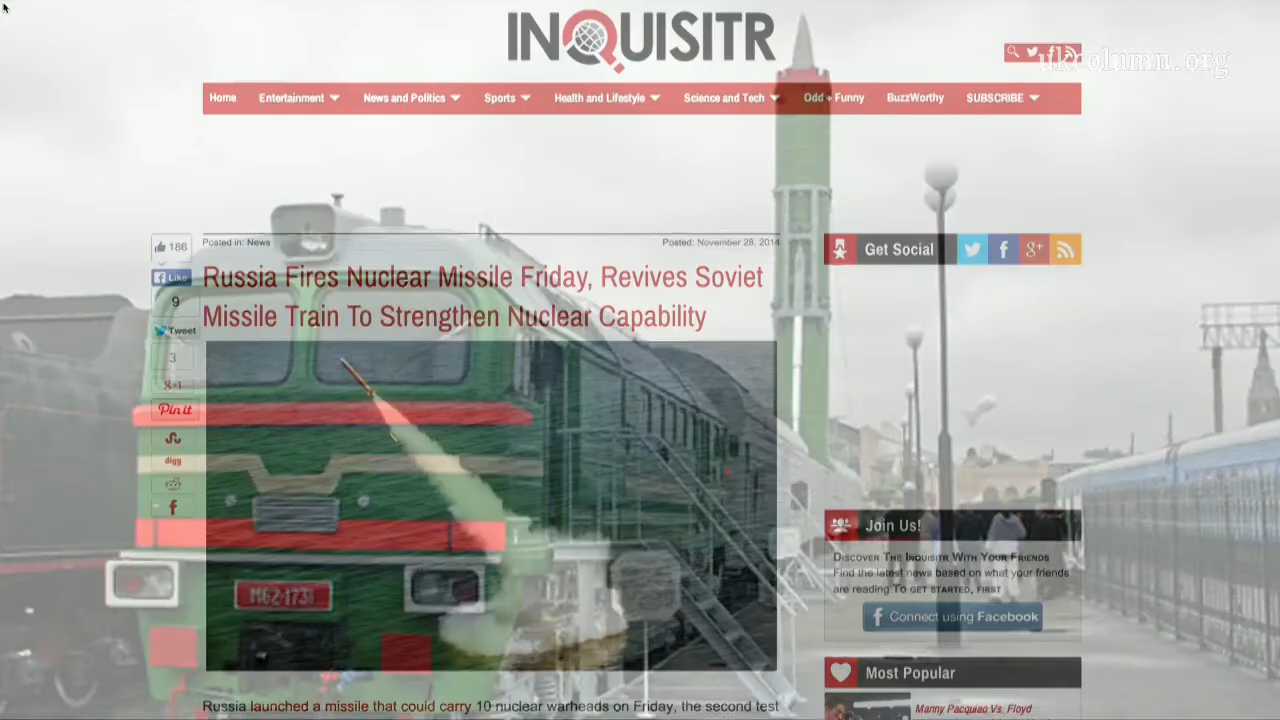 INQUISITR
ukcolumn.org
Home Entertainment News and Politics Sports Health and Lifestyle Science and Tech Odd + Funny BuzzWorthy SUBSCRIBE
186
Posted in: News
Posted: November 28, 2014
Get Social
Like
Russia Fires Nuclear Missile Friday, Revives Soviet
Missile Train To Strengthen Nuclear Capability
9
Tweet
3
g+1
Pin it
digg
Join Us!
Discover The Inquisitr With Your Friends
Find the latest news based on what your friends
are reading.To get started, first
Connect using Facebook
М62-1731
Most Popular
Russia launched a missile that could carry 10 nuclear warheads on Friday, the second test
Manny Pacquiao Vs. Floyd